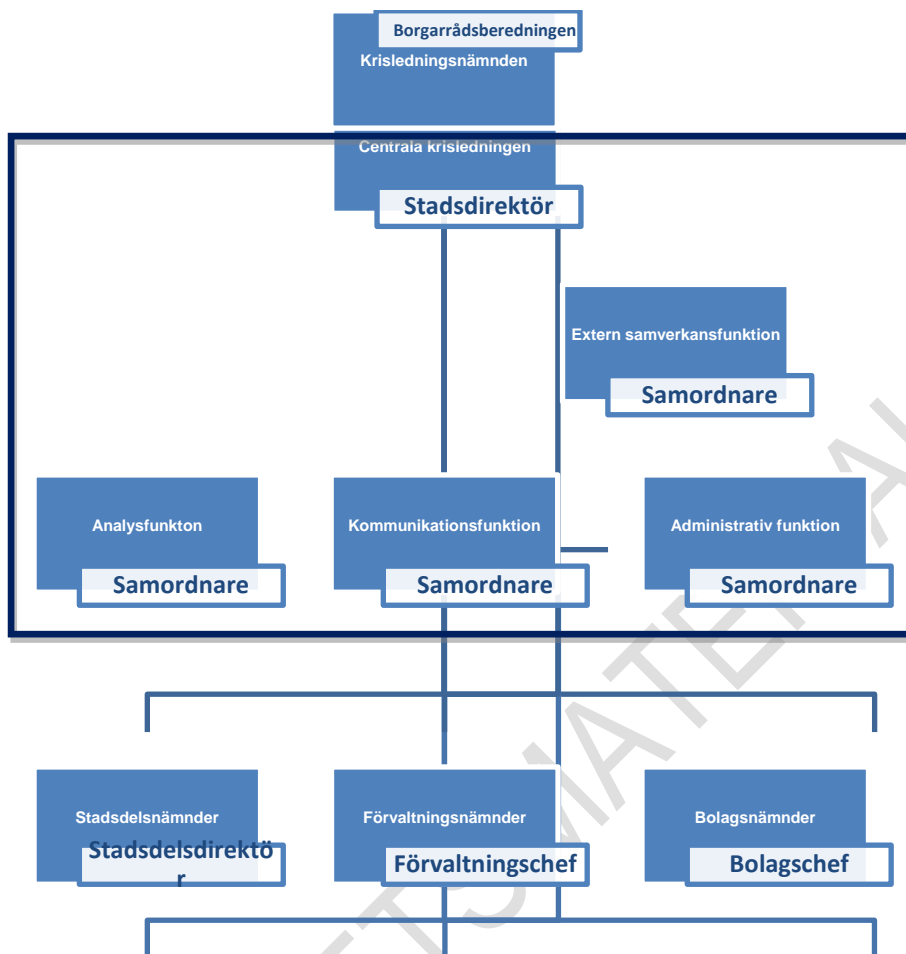 Borgarrådsberedningen
Krisledningsnämnden
Centrala krisledningen
Stadsdirektör
Extern samverkansfunktion
Samordnare
Analysfunkton
Samordnare
Kommunikationsfunktion
Samordnare
Administrativ funktion
Samordnare
Stadsdelsnämnder
Stadsdelsdirektö
r
Förvaltningsnämnder
Förvaltningschef
Bolagsnämnder
Bolagschef